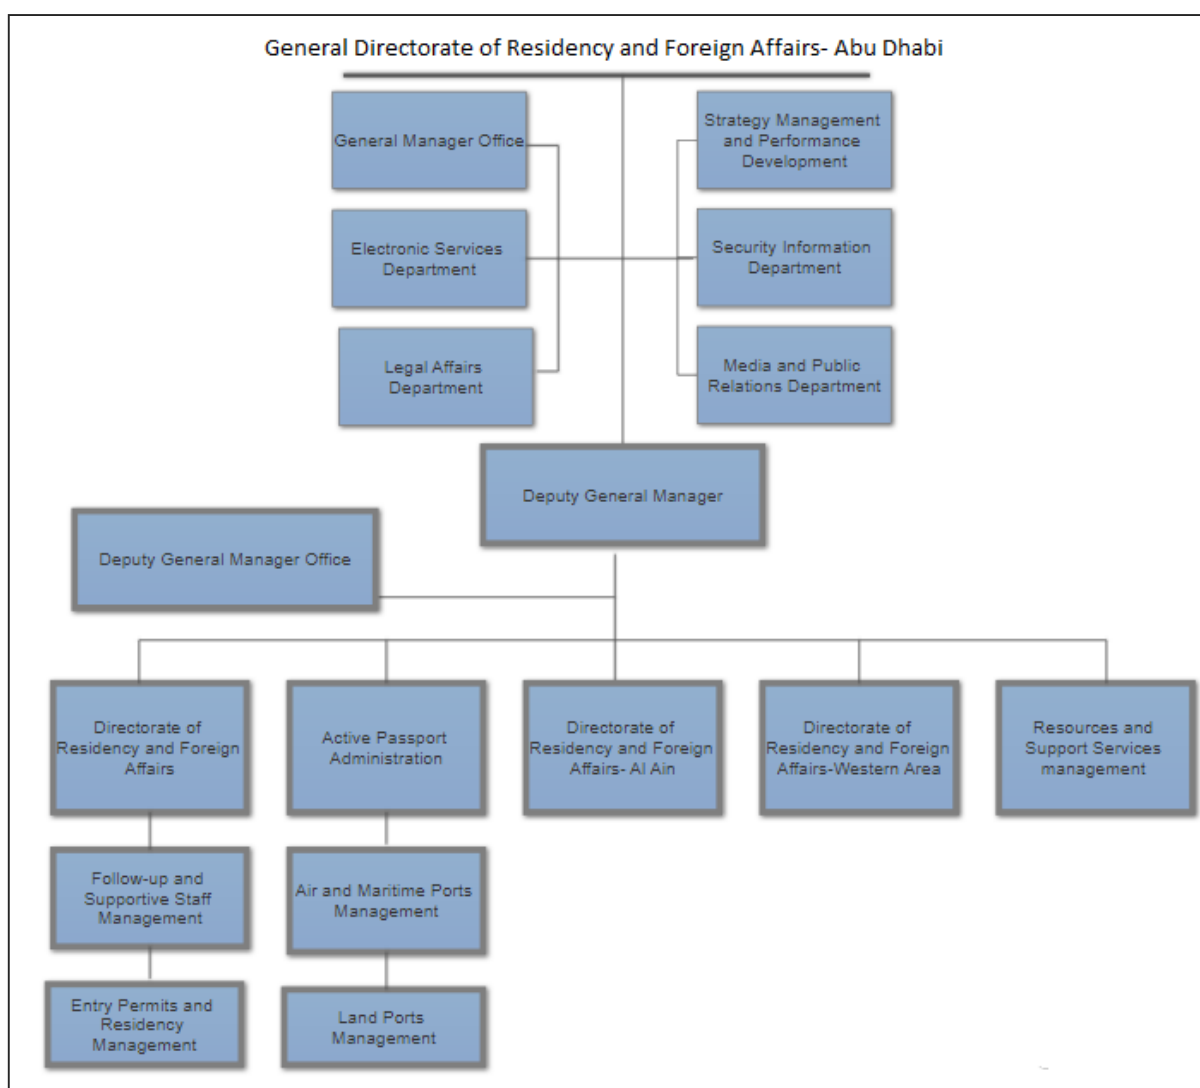 General Directorate of Residency and Foreign Affairs- Abu Dhabi
General Manager Office
Strategy Management
and Performance
Development
Electronic Services
Department
Security Information
Department
Legal Affairs
Department
Media and Public
Relations Department
Deputy General Manager
Deputy General Manager Office
Directorate of
Residency and Foreign
Affairs
Active Passport
Administration
Directorate of
Residency and Foreign
Affairs- Al Ain
Directorate of
Residency and Foreign
Affairs-Western Area
Resources and
Support Services
management
Follow-up and
Supportive Staff
Management
Air and Maritime Ports
Management
Entry Permits and
Residency
Management
Land Ports
Management